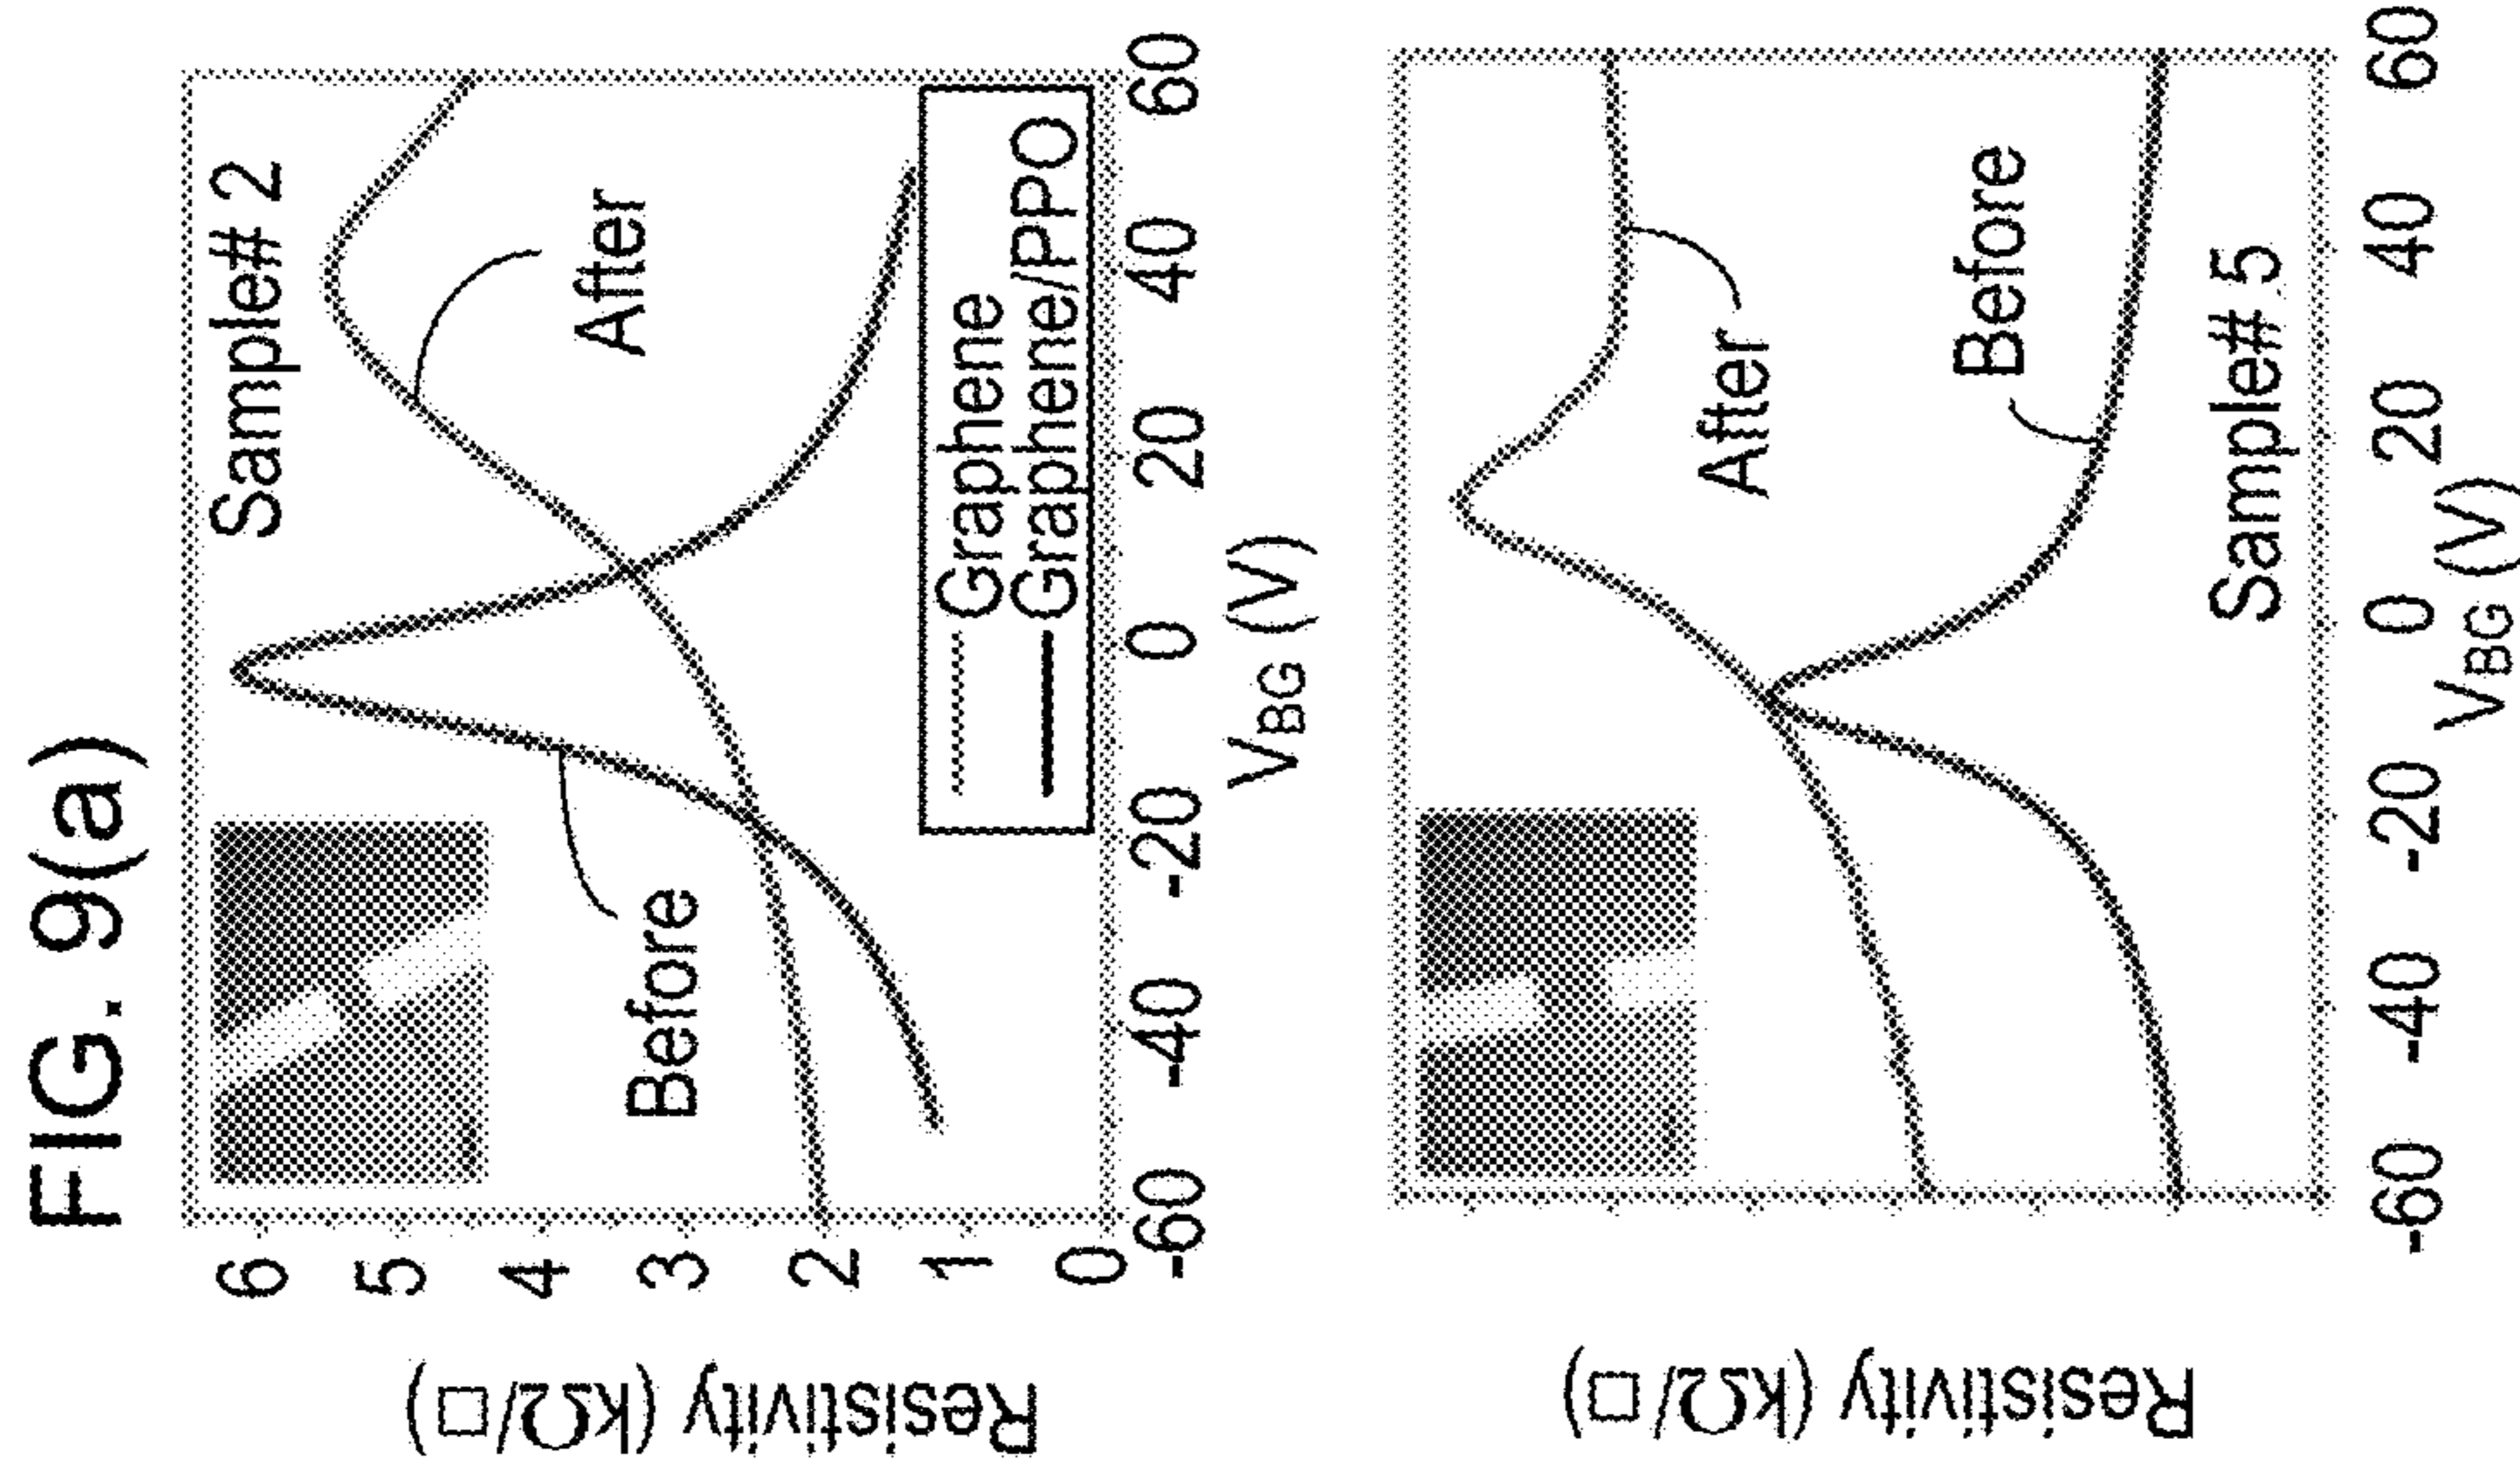 FIG. 9(a)
Sample# 2
After
Before
Graphene
Graphene/PPO
6
5
4
3
2
1
0
-60
-40
-20
0
20
40
60
VBG (V)
Resistivity (kΩ/□)
After
Before
Sample# 5
-60
-40
-20
0
20
40
60
VBG (V)
Resistivity (kΩ/□)